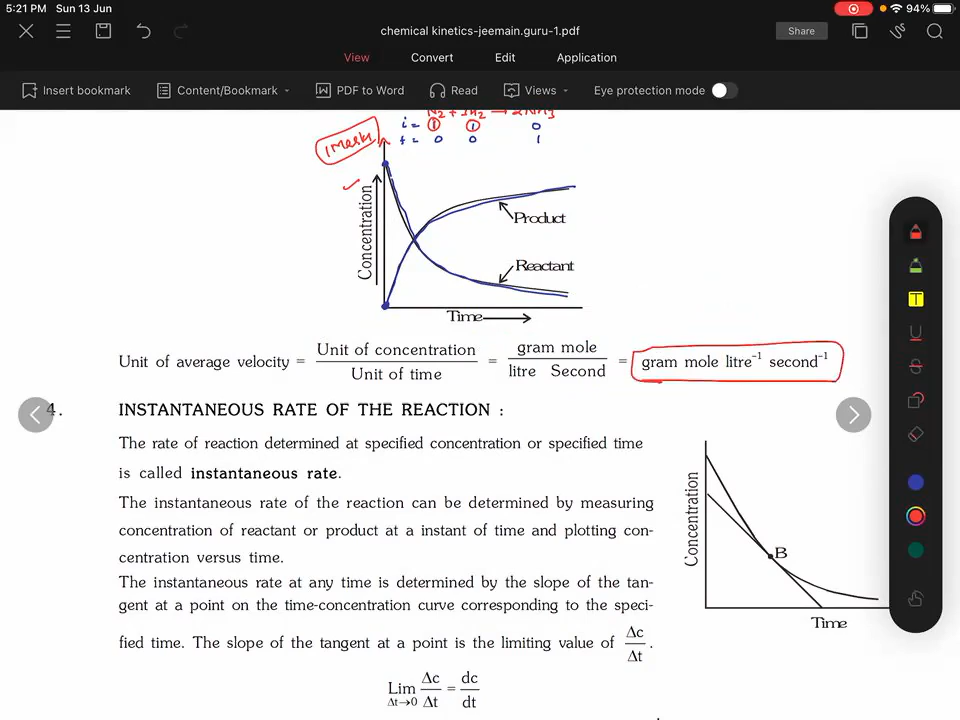 5:21 PM Sun 13 Jun
94%
chemical kinetics-jeemain.guru-1.pdf
Share
View Convert Edit Application
Insert bookmark Content/Bookmark PDF to Word Read Views Eye protection mode
N2 + 3H2 → 2NH3
i = 1 1 0
f = 0 0 1
1 Mark
Concentration
Product
Reactant
Time
Unit of average velocity = Unit of concentration / Unit of time = gram mole / litre Second = gram mole litre⁻¹ second⁻¹
4. INSTANTANEOUS RATE OF THE REACTION :
The rate of reaction determined at specified concentration or specified time
is called instantaneous rate.
The instantaneous rate of the reaction can be determined by measuring
concentration of reactant or product at a instant of time and plotting con-
centration versus time.
The instantaneous rate at any time is determined by the slope of the tan-
gent at a point on the time-concentration curve corresponding to the speci-
fied time. The slope of the tangent at a point is the limiting value of Δc/Δt .
Lim Δt→0 Δc/Δt = dc/dt
Concentration
B
Time
T
U
S